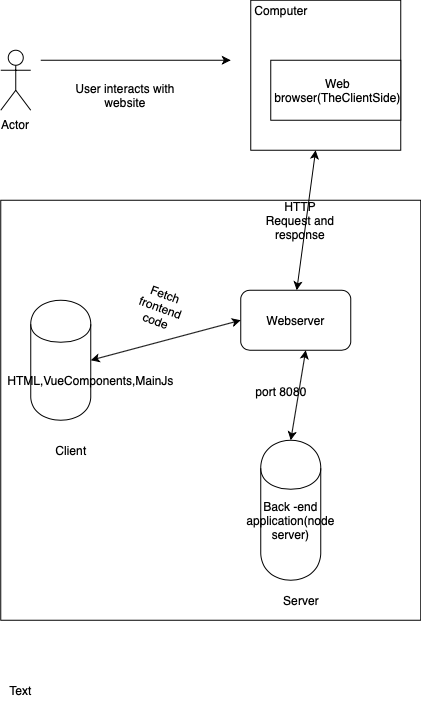 Computer
Web
browser(TheClientSide)
User interacts with
website
Actor
HTTP
Request and
response
Fetch
frontend
code
Webserver
HTML,VueComponents,MainJs
port 8080
Client
Back -end
application(node
server)
Server
Text